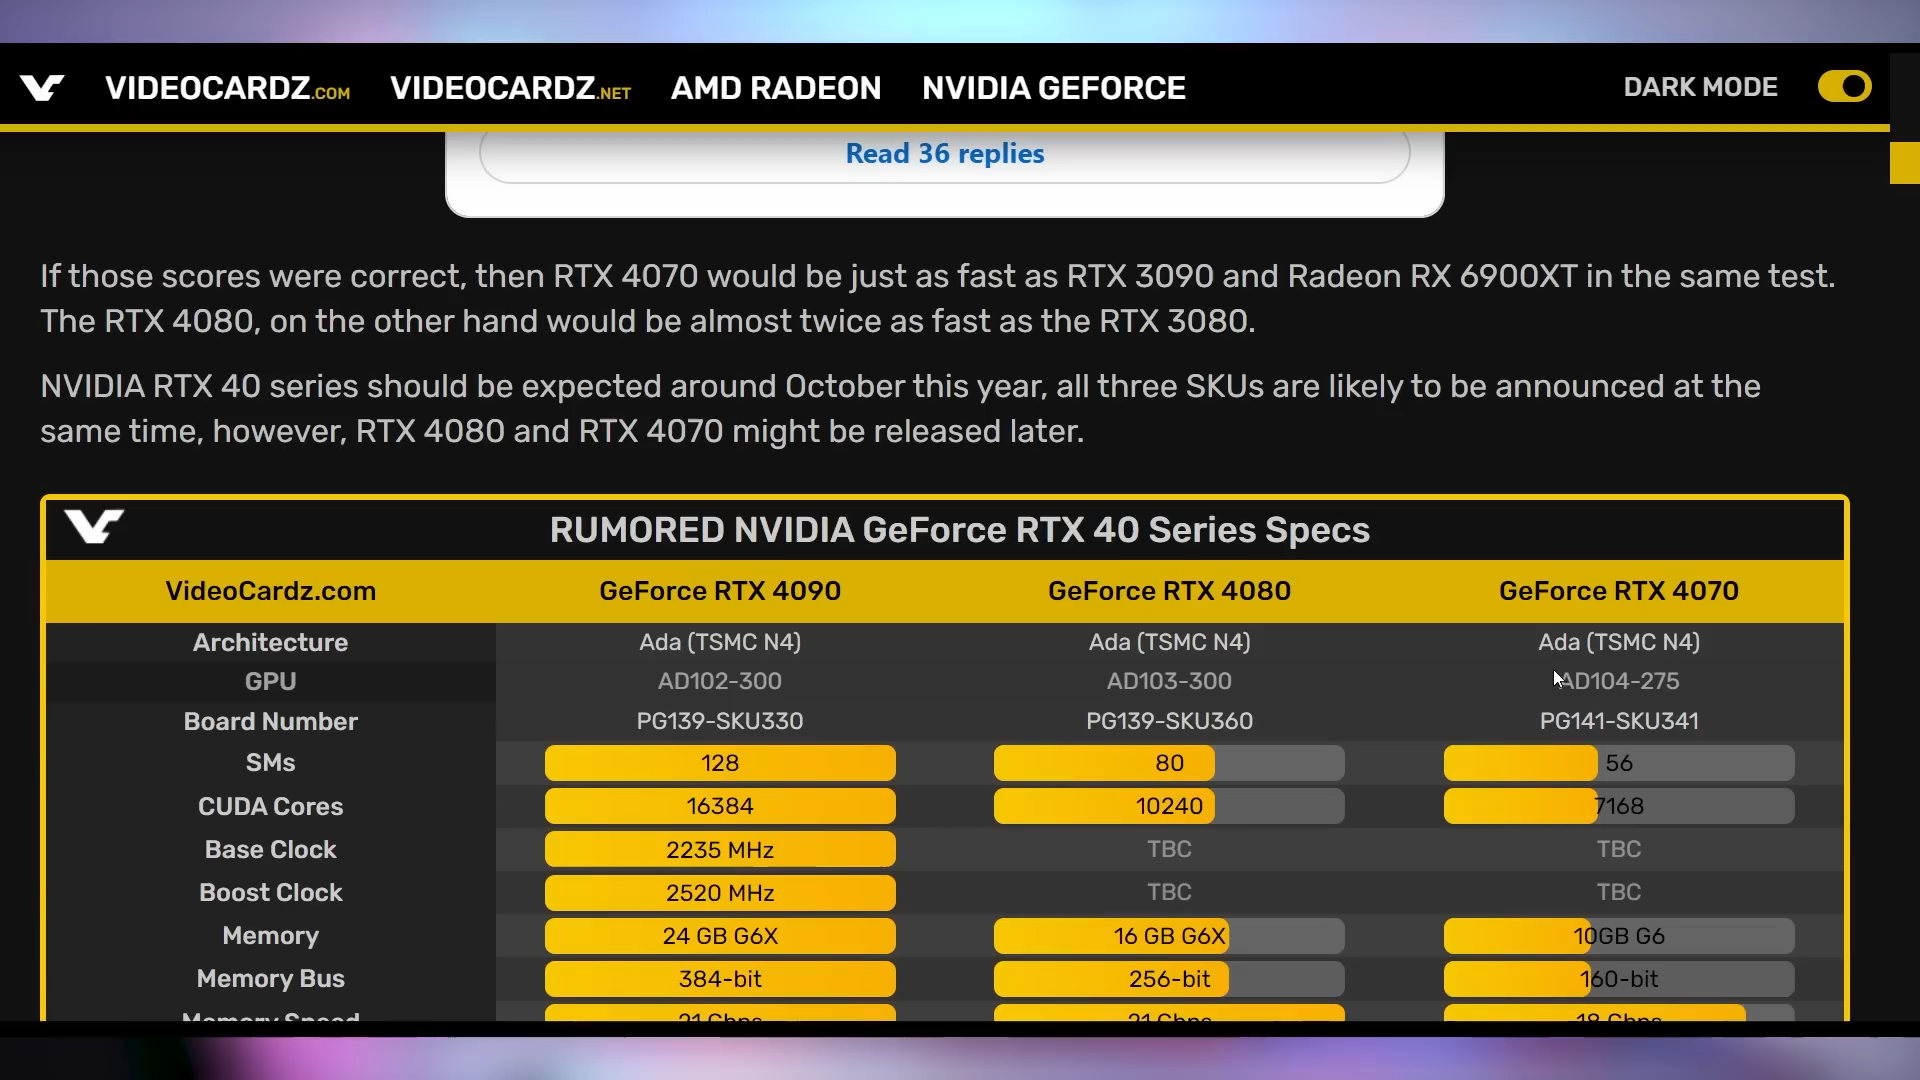 VIDEOCARDZ.COM VIDEOCARDZ.NET AMD RADEON NVIDIA GEFORCE DARK MODE
Read 36 replies
If those scores were correct, then RTX 4070 would be just as fast as RTX 3090 and Radeon RX 6900XT in the same test.
The RTX 4080, on the other hand would be almost twice as fast as the RTX 3080.
NVIDIA RTX 40 series should be expected around October this year, all three SKUs are likely to be announced at the
same time, however, RTX 4080 and RTX 4070 might be released later.
RUMORED NVIDIA GeForce RTX 40 Series Specs
VideoCardz.com GeForce RTX 4090 GeForce RTX 4080 GeForce RTX 4070
Architecture Ada (TSMC N4) Ada (TSMC N4) Ada (TSMC N4)
GPU AD102-300 AD103-300 AD104-275
Board Number PG139-SKU330 PG139-SKU360 PG141-SKU341
SMs 128 80 56
CUDA Cores 16384 10240 7168
Base Clock 2235 MHz TBC TBC
Boost Clock 2520 MHz TBC TBC
Memory 24 GB G6X 16 GB G6X 10GB G6
Memory Bus 384-bit 256-bit 160-bit
Memory Speed 21 Gbps 21 Gbps 18 Gbps